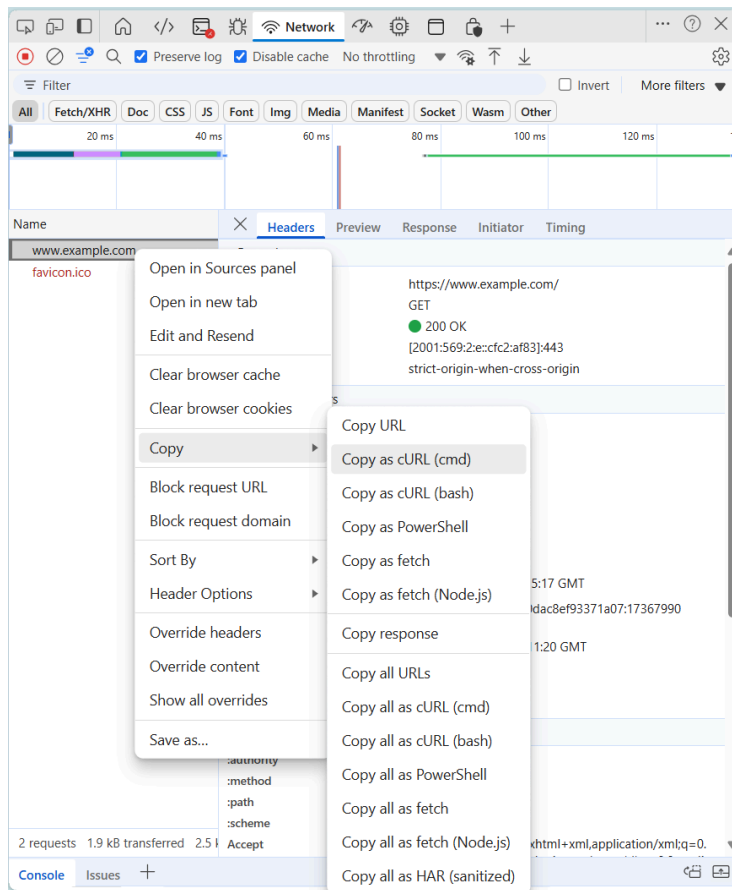 Network
Preserve log Disable cache No throttling
Filter Invert More filters
All Fetch/XHR Doc CSS JS Font Img Media Manifest Socket Wasm Other
20 ms 40 ms 60 ms 80 ms 100 ms 120 ms
Name Headers Preview Response Initiator Timing
www.example.com
favicon.ico
https://www.example.com/
GET
200 OK
[2001:569:2:e::cfc2:af83]:443
strict-origin-when-cross-origin
Open in Sources panel
Open in new tab
Edit and Resend
Clear browser cache
Clear browser cookies
Copy
Block request URL
Block request domain
Sort By
Header Options
Override headers
Override content
Show all overrides
Save as...
Copy URL
Copy as cURL (cmd)
Copy as cURL (bash)
Copy as PowerShell
Copy as fetch
Copy as fetch (Node.js)
Copy response
Copy all URLs
Copy all as cURL (cmd)
Copy all as cURL (bash)
Copy all as PowerShell
Copy all as fetch
Copy all as fetch (Node.js)
Copy all as HAR (sanitized)
5:17 GMT
dac8ef93371a07:17367990
1:20 GMT
:authority
:method
:path
:scheme
Accept
xhtml+xml,application/xml;q=0.
2 requests 1.9 kB transferred 2.5 k
Console Issues